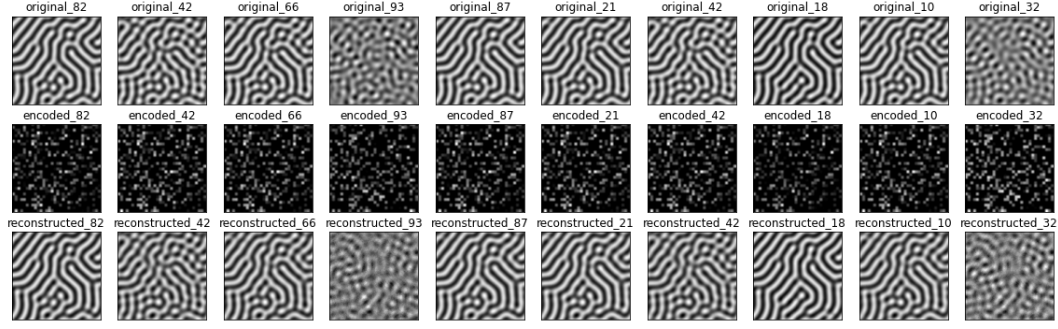 original_82 original_42 original_66 original_93 original_87 original_21 original_42 original_18 original_10 original_32
encoded_82 encoded_42 encoded_66 encoded_93 encoded_87 encoded_21 encoded_42 encoded_18 encoded_10 encoded_32
reconstructed_82 reconstructed_42 reconstructed_66 reconstructed_93 reconstructed_87 reconstructed_21 reconstructed_42 reconstructed_18 reconstructed_10 reconstructed_32